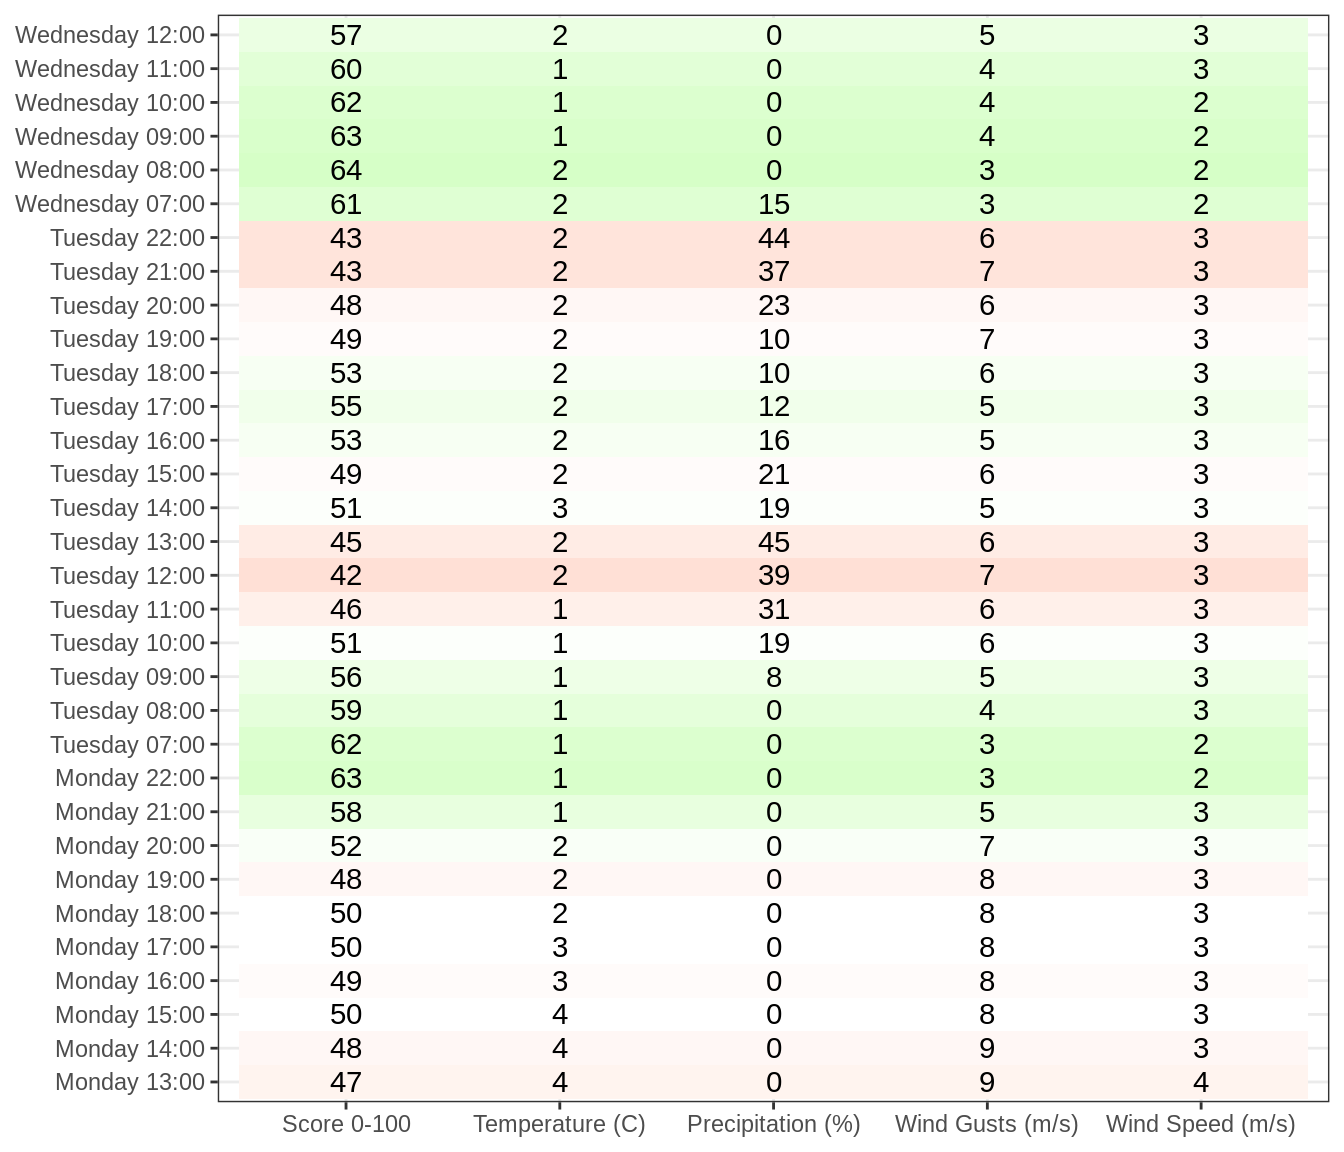 Wednesday 12:00 57 2 0 5 3
Wednesday 11:00 60 1 0 4 3
Wednesday 10:00 62 1 0 4 2
Wednesday 09:00 63 1 0 4 2
Wednesday 08:00 64 2 0 3 2
Wednesday 07:00 61 2 15 3 2
Tuesday 22:00 43 2 44 6 3
Tuesday 21:00 43 2 37 7 3
Tuesday 20:00 48 2 23 6 3
Tuesday 19:00 49 2 10 7 3
Tuesday 18:00 53 2 10 6 3
Tuesday 17:00 55 2 12 5 3
Tuesday 16:00 53 2 16 5 3
Tuesday 15:00 49 2 21 6 3
Tuesday 14:00 51 3 19 5 3
Tuesday 13:00 45 2 45 6 3
Tuesday 12:00 42 2 39 7 3
Tuesday 11:00 46 1 31 6 3
Tuesday 10:00 51 1 19 6 3
Tuesday 09:00 56 1 8 5 3
Tuesday 08:00 59 1 0 4 3
Tuesday 07:00 62 1 0 3 2
Monday 22:00 63 1 0 3 2
Monday 21:00 58 1 0 5 3
Monday 20:00 52 2 0 7 3
Monday 19:00 48 2 0 8 3
Monday 18:00 50 2 0 8 3
Monday 17:00 50 3 0 8 3
Monday 16:00 49 3 0 8 3
Monday 15:00 50 4 0 8 3
Monday 14:00 48 4 0 9 3
Monday 13:00 47 4 0 9 4
Score 0-100 Temperature (C) Precipitation (%) Wind Gusts (m/s) Wind Speed (m/s)